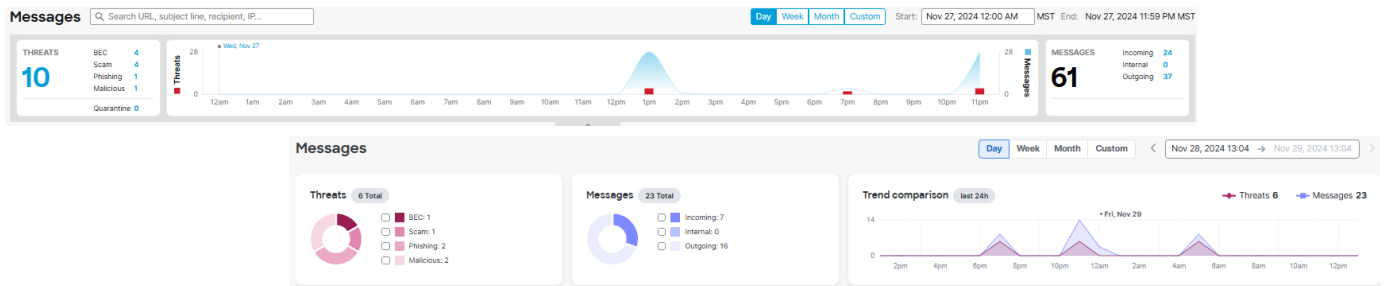 Messages Search URL, subject line, recipient, IP... Day Week Month Custom Start: Nov 27, 2024 12:00 AM MST End: Nov 27, 2024 11:59 PM MST
THREATS
10
BEC 4
Scam 4
Phishing 1
Malicious 1
Quarantine 0
Threats
28
0
Wed, Nov 27
12am 1am 2am 3am 4am 5am 6am 7am 8am 9am 10am 11am 12pm 1pm 2pm 3pm 4pm 5pm 6pm 7pm 8pm 9pm 10pm 11pm
28
0
Messages
MESSAGES
61
Incoming 24
Internal 0
Outgoing 37
Messages Day Week Month Custom Nov 28, 2024 13:04 → Nov 29, 2024 13:04
Threats 6 Total
BEC: 1
Scam: 1
Phishing: 2
Malicious: 2
Messages 23 Total
Incoming: 7
Internal: 0
Outgoing: 16
Trend comparison last 24h Threats 6 Messages 23
14
0
Fri, Nov 29
2pm 4pm 6pm 8pm 10pm 12am 2am 4am 6am 8am 10am 12pm